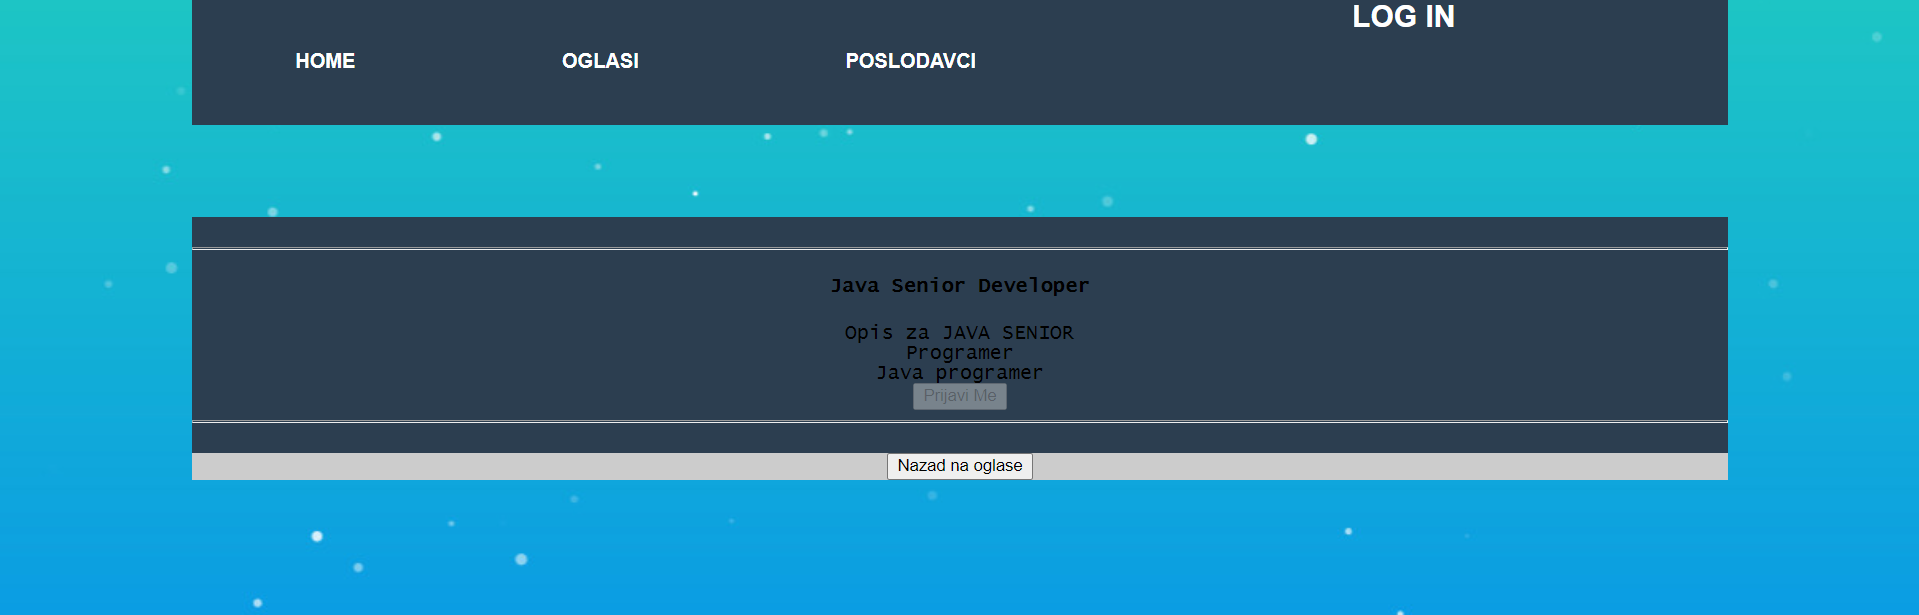 LOG IN
HOME OGLASI POSLODAVCI
Java Senior Developer
Opis za JAVA SENIOR
Programer
Java programer
Prijavi Me
Nazad na oglase